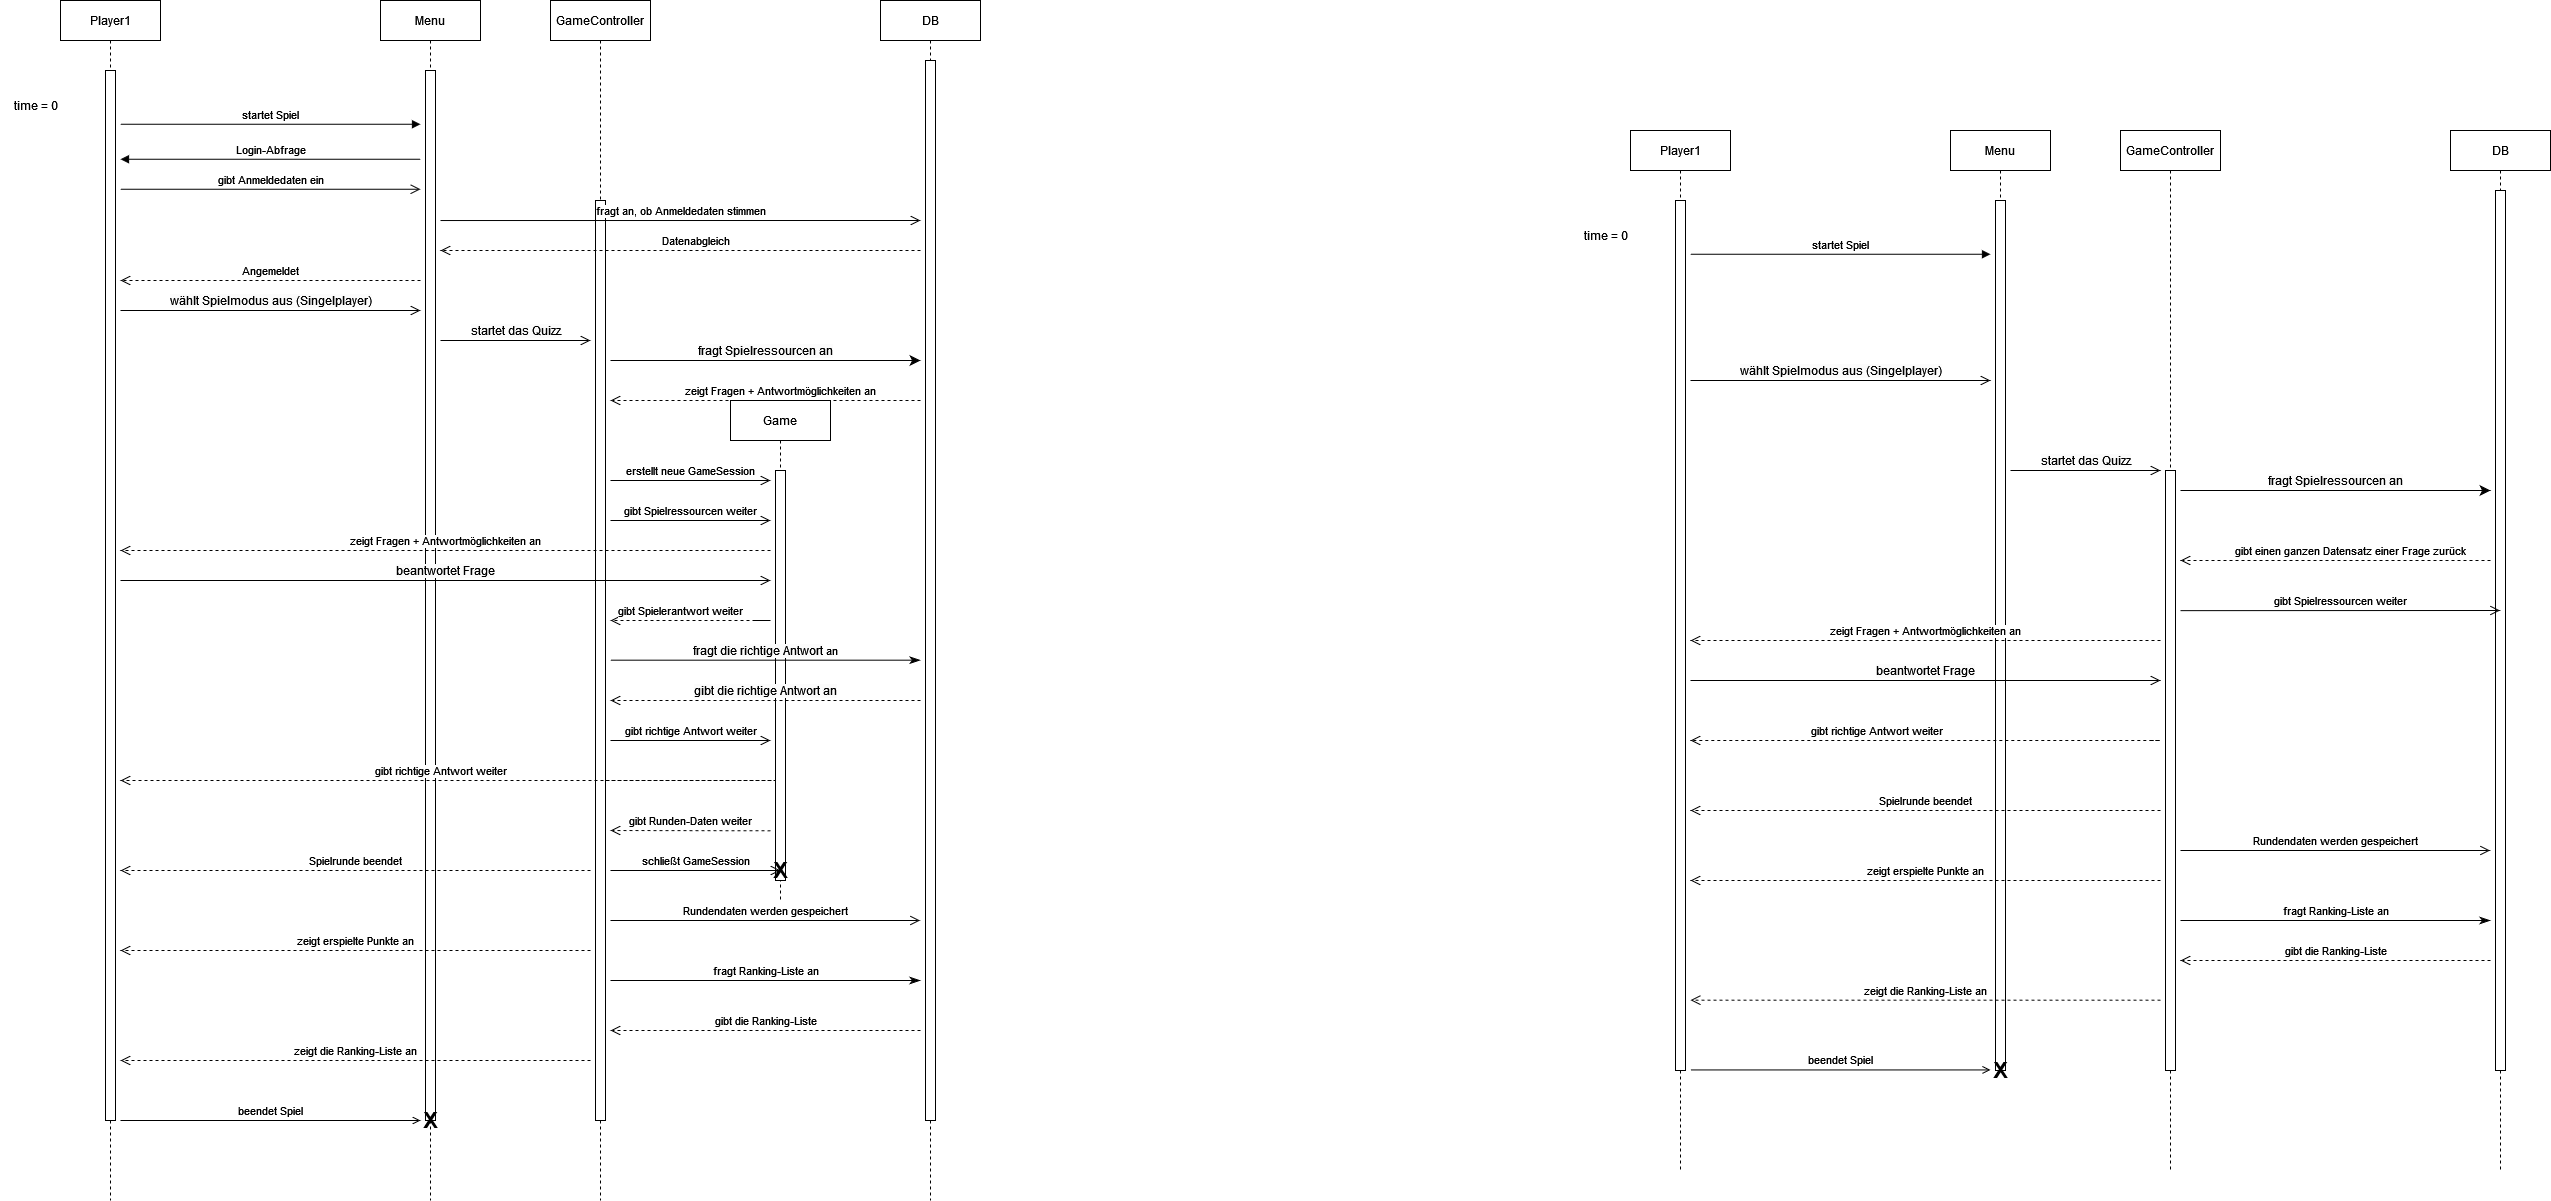 Player1
Menu
GameController
DB
time = 0
startet Spiel
Login-Abfrage
gibt Anmeldedaten ein
fragt an, ob Anmeldedaten stimmen
Datenabgleich
Angemeldet
wählt Spielmodus aus (Singelplayer)
startet das Quizz
fragt Spielressourcen an
zeigt Fragen + Antwortmöglichkeiten an
Game
erstellt neue GameSession
gibt Spielressourcen weiter
zeigt Fragen + Antwortmöglichkeiten an
beantwortet Frage
gibt Spielerantwort weiter
fragt die richtige Antwort an
gibt die richtige Antwort an
gibt richtige Antwort weiter
gibt richtige Antwort weiter
gibt Runden-Daten weiter
Spielrunde beendet
schließt GameSession
X
Rundendaten werden gespeichert
zeigt erspielte Punkte an
fragt Ranking-Liste an
gibt die Ranking-Liste
zeigt die Ranking-Liste an
beendet Spiel
X
Player1
Menu
GameController
DB
time = 0
startet Spiel
wählt Spielmodus aus (Singelplayer)
startet das Quizz
fragt Spielressourcen an
gibt einen ganzen Datensatz einer Frage zurück
gibt Spielressourcen weiter
zeigt Fragen + Antwortmöglichkeiten an
beantwortet Frage
gibt richtige Antwort weiter
Spielrunde beendet
Rundendaten werden gespeichert
zeigt erspielte Punkte an
fragt Ranking-Liste an
gibt die Ranking-Liste
zeigt die Ranking-Liste an
beendet Spiel
X